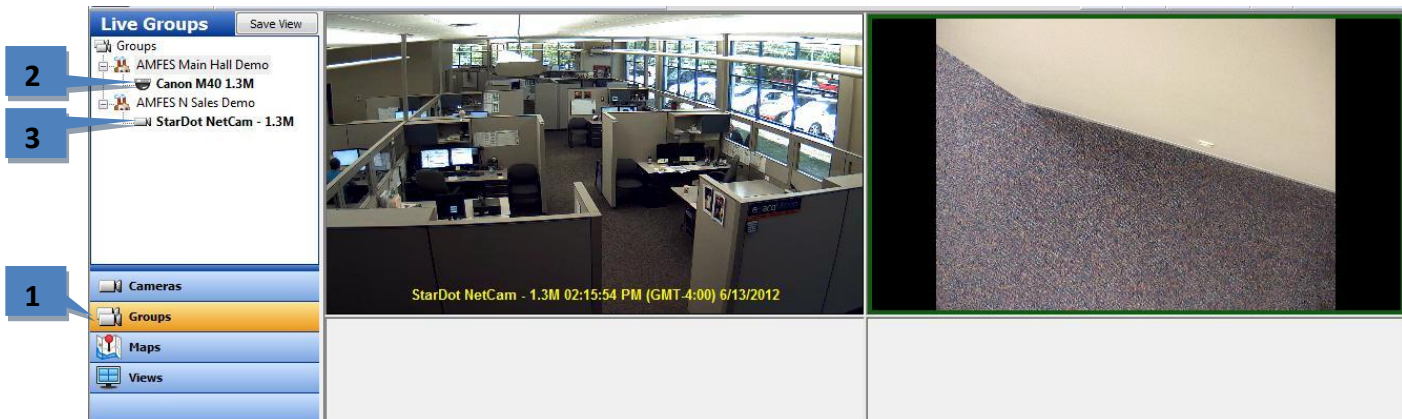 Live Groups
Save View
Groups
AMFES Main Hall Demo
2
Canon M40 1.3M
AMFES N Sales Demo
3
StarDot NetCam - 1.3M
StarDot NetCam - 1.3M 02:15:54 PM (GMT-4:00) 6/13/2012
Cameras
1
Groups
Maps
Views